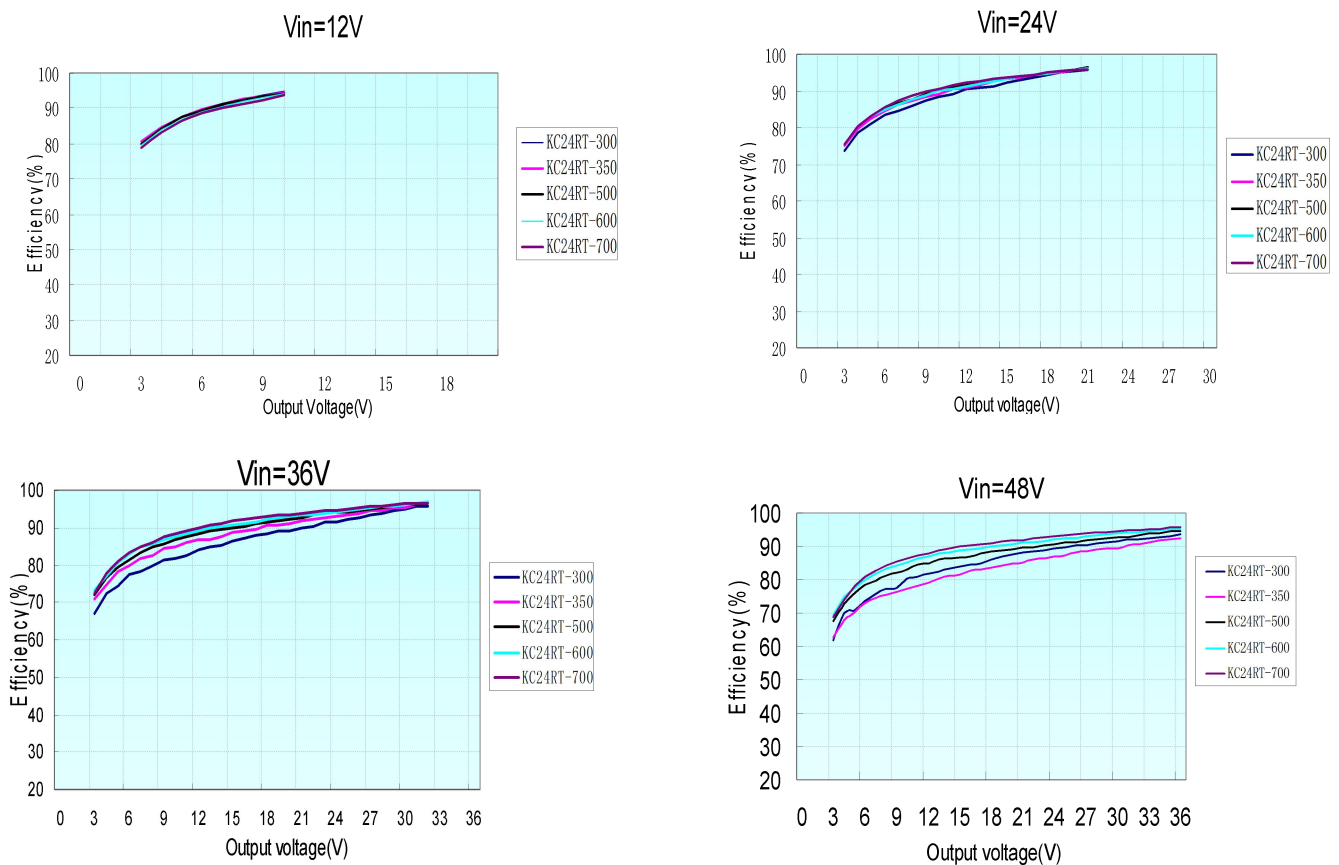 Vin=12V
100
90
80
70
60
50
40
30
20
Efficiency(%)
0 3 6 9 12 15 18
Output Voltage(V)
KC24RT-300
KC24RT-350
KC24RT-500
KC24RT-600
KC24RT-700
Vin=24V
100
90
80
70
60
50
40
30
20
Efficiency(%)
0 3 6 9 12 15 18 21 24 27 30
Output voltage(V)
KC24RT-300
KC24RT-350
KC24RT-500
KC24RT-600
KC24RT-700
Vin=36V
100
90
80
70
60
50
40
30
20
Efficiency(%)
0 3 6 9 12 15 18 21 24 27 30 33 36
Output voltage(V)
KC24RT-300
KC24RT-350
KC24RT-500
KC24RT-600
KC24RT-700
Vin=48V
100
90
80
70
60
50
40
30
20
Efficiency(%)
0 3 6 9 12 15 18 21 24 27 30 33 36
Output voltage(V)
KC24RT-300
KC24RT-350
KC24RT-500
KC24RT-600
KC24RT-700